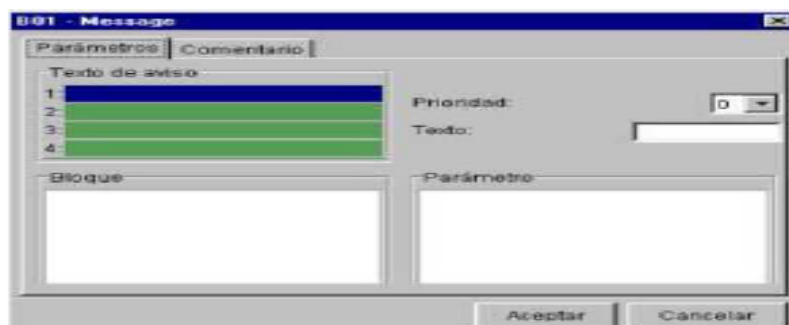 B01 - Message
Parámetros
Comentario
Texto de aviso
1:
2:
3:
4:
Prioridad:
0
Texto:
Bloque
Parámetro
Aceptar
Cancelar